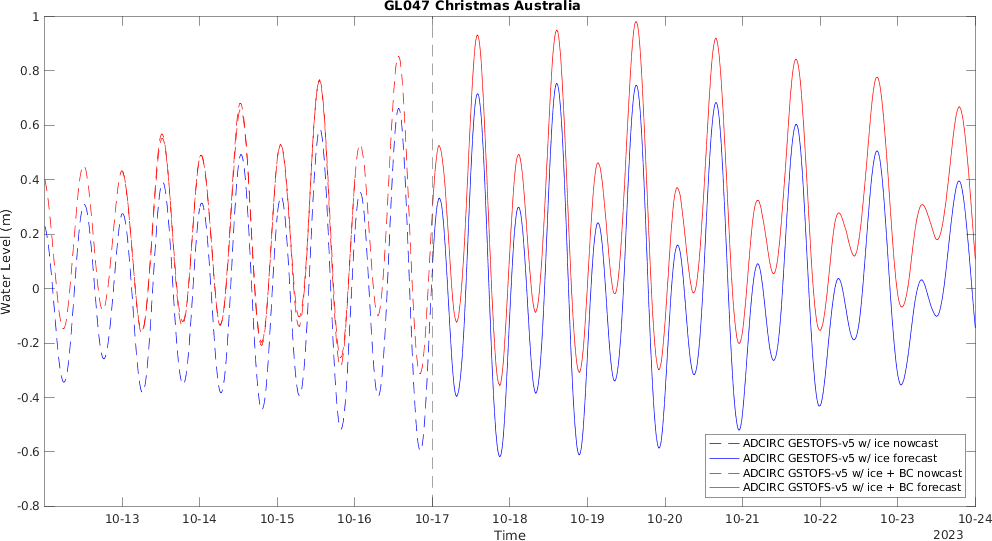 GL047 Christmas Australia
Water Level (m)
1
0.8
0.6
0.4
0.2
0
-0.2
-0.4
-0.6
-0.8
ADCIRC GESTOFS-v5 w/ ice nowcast
ADCIRC GESTOFS-v5 w/ ice forecast
ADCIRC GSTOFS-v5 w/ ice + BC nowcast
ADCIRC GSTOFS-v5 w/ ice + BC forecast
10-13 10-14 10-15 10-16 10-17 10-18 10-19 10-20 10-21 10-22 10-23 10-24
Time
2023